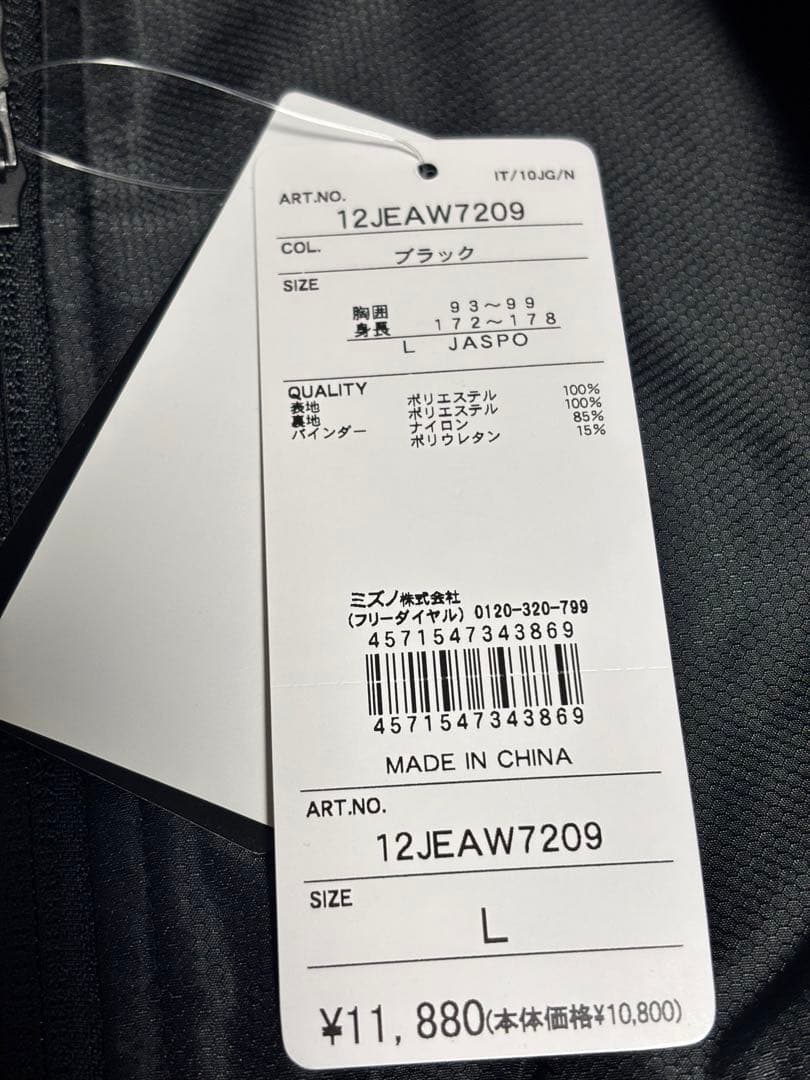 IT/10JG/N
ART.NO.
12JEAW7209
COL.
ブラック
SIZE
胸囲 93～99
身長 172～178
L JASPO
QUALITY
表地 ポリエステル 100%
裏地 ポリエステル 100%
バインダー ナイロン 85%
ポリウレタン 15%
ミズノ株式会社
(フリーダイヤル) 0120-320-799
4571547343869
4571547343869
MADE IN CHINA
ART.NO.
12JEAW7209
SIZE
L
¥11,880(本体価格¥10,800)